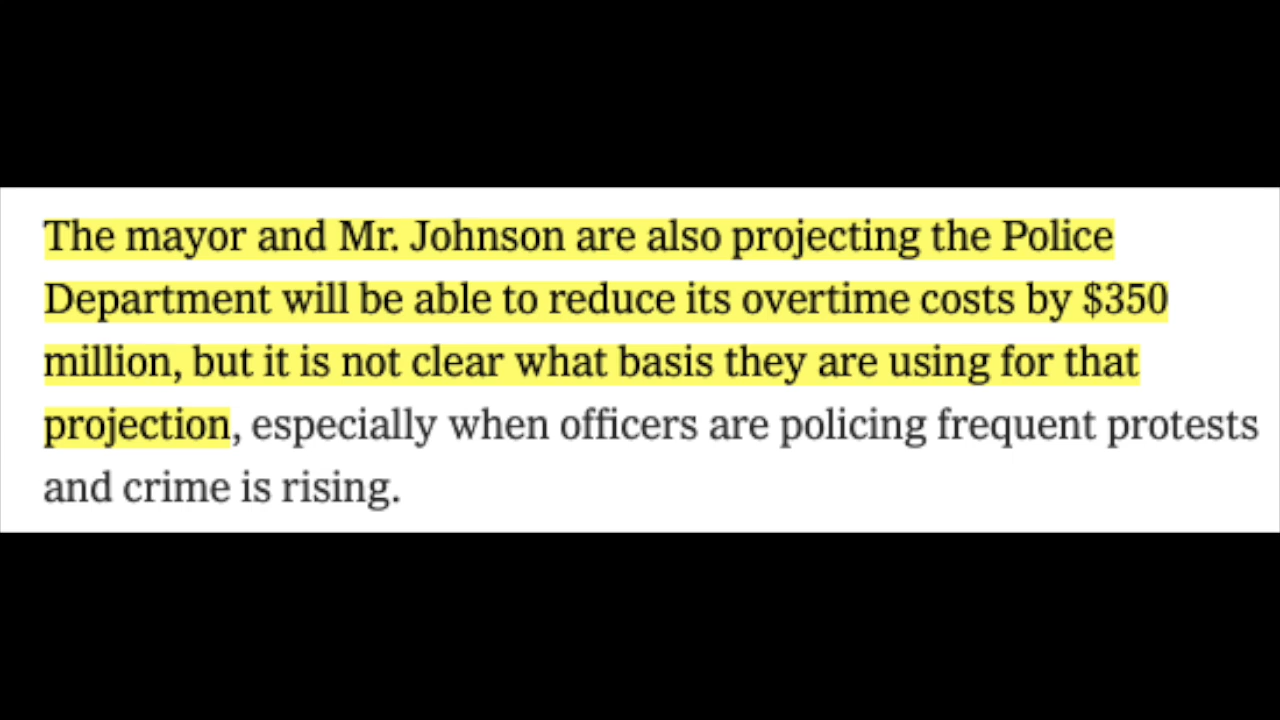 The mayor and Mr. Johnson are also projecting the Police
Department will be able to reduce its overtime costs by $350
million, but it is not clear what basis they are using for that
projection, especially when officers are policing frequent protests
and crime is rising.